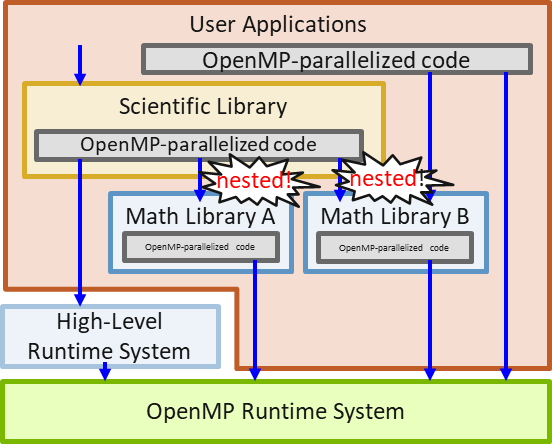 User Applications
OpenMP-parallelized code
Scientific Library
OpenMP-parallelized code
nested!
nested!
Math Library A
Math Library B
OpenMP-parallelized code
OpenMP-parallelized code
High-Level
Runtime System
OpenMP Runtime System